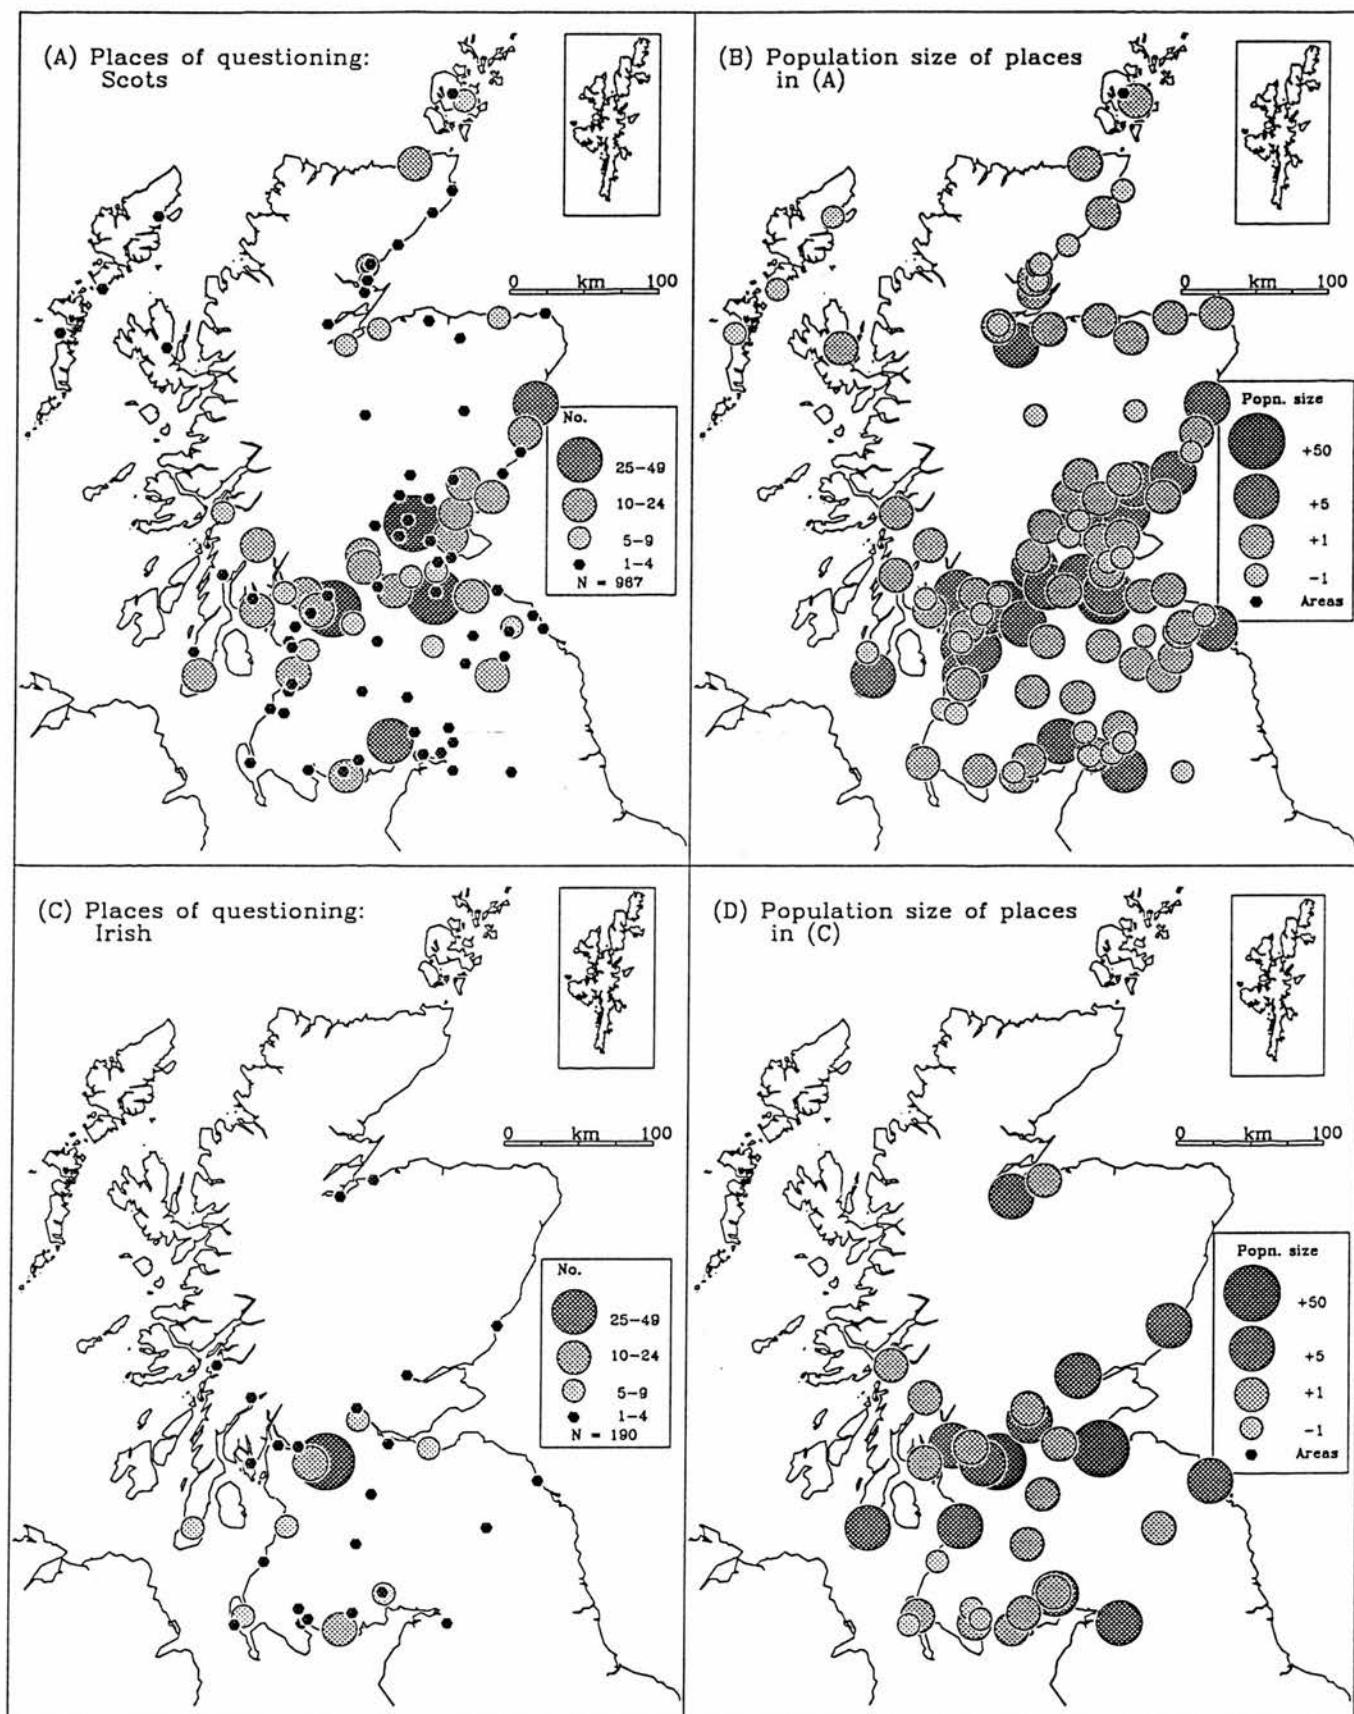 (A) Places of questioning:
Scots
0 km 100
No.
25-49
10-24
5-9
1-4
N = 967
(B) Population size of places
in (A)
0 km 100
Popn. size
+50
+5
+1
-1
Areas
(C) Places of questioning:
Irish
0 km 100
No.
25-49
10-24
5-9
1-4
N = 190
(D) Population size of places
in (C)
0 km 100
Popn. size
+50
+5
+1
-1
Areas